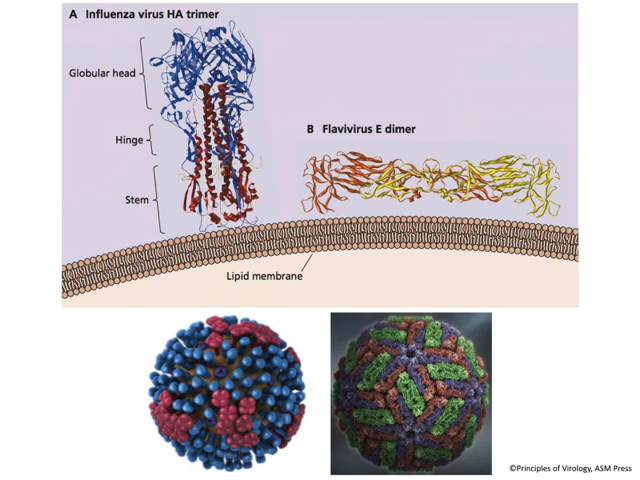 A Influenza virus HA trimer
Globular head
Hinge
B Flavivirus E dimer
Stem
Lipid membrane
©Principles of Virology, ASM Press